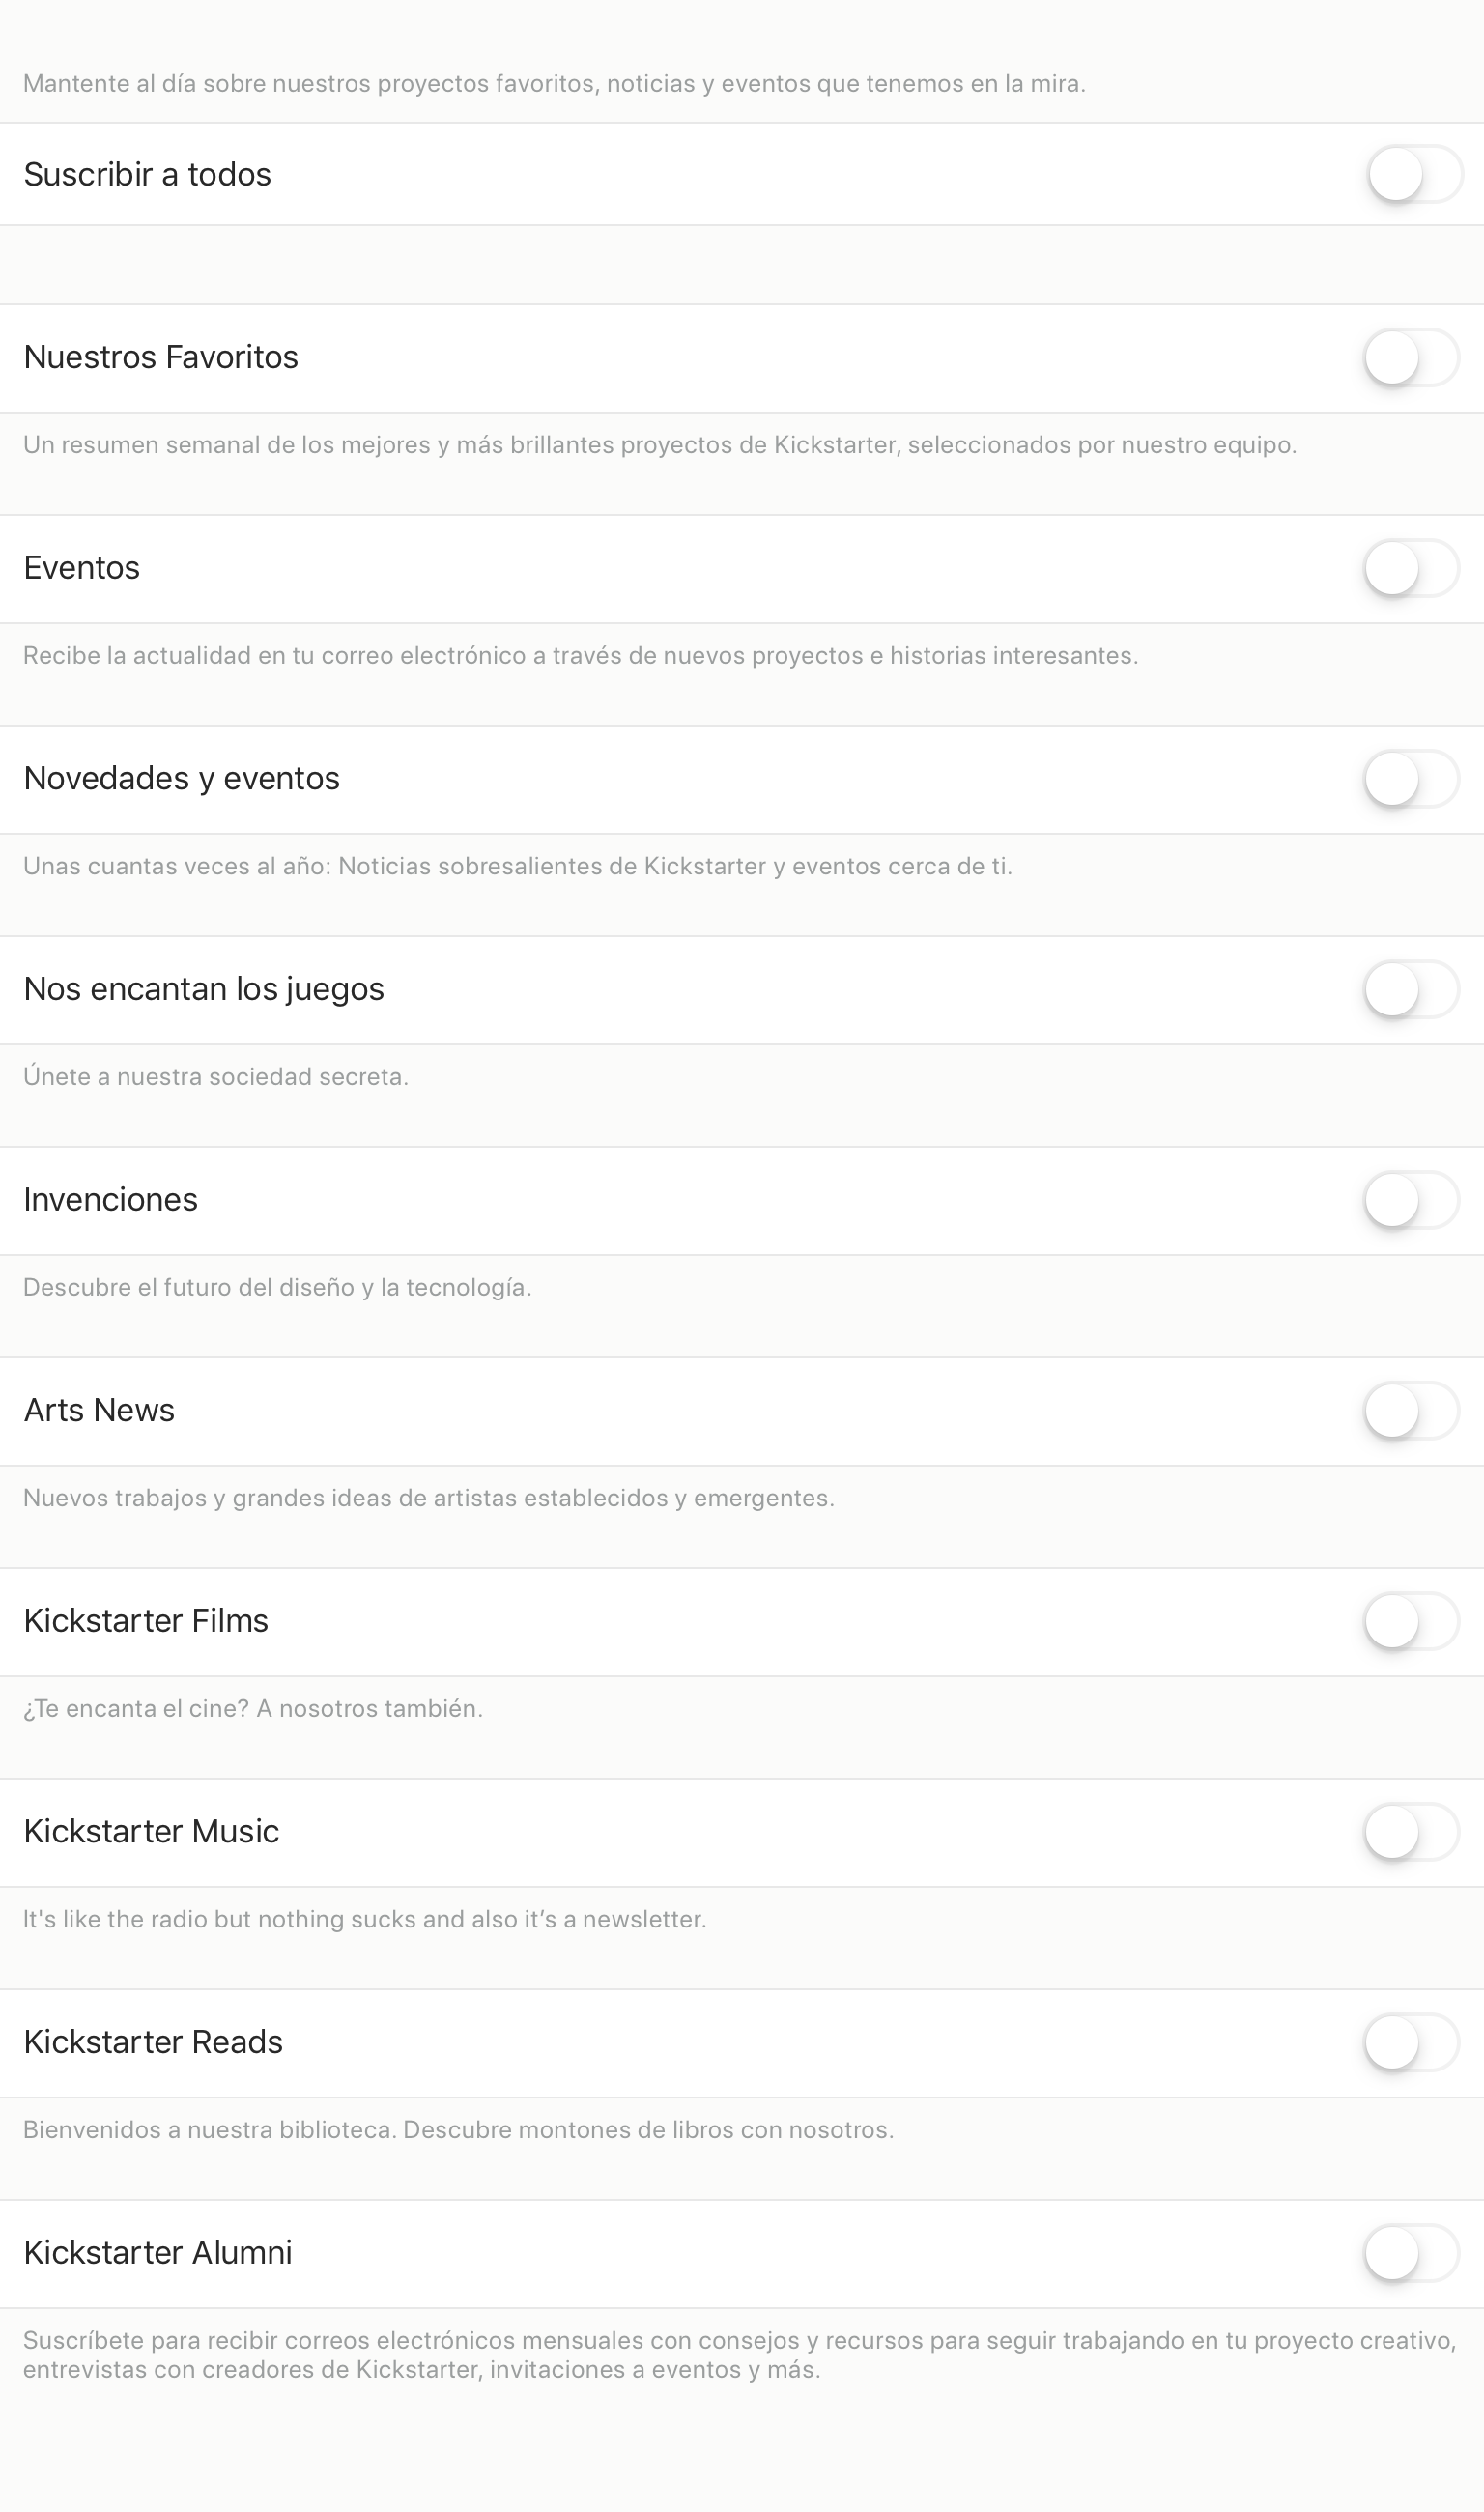 Mantente al día sobre nuestros proyectos favoritos, noticias y eventos que tenemos en la mira.
Suscribir a todos
Nuestros Favoritos
Un resumen semanal de los mejores y más brillantes proyectos de Kickstarter, seleccionados por nuestro equipo.
Eventos
Recibe la actualidad en tu correo electrónico a través de nuevos proyectos e historias interesantes.
Novedades y eventos
Unas cuantas veces al año: Noticias sobresalientes de Kickstarter y eventos cerca de ti.
Nos encantan los juegos
Únete a nuestra sociedad secreta.
Invenciones
Descubre el futuro del diseño y la tecnología.
Arts News
Nuevos trabajos y grandes ideas de artistas establecidos y emergentes.
Kickstarter Films
¿Te encanta el cine? A nosotros también.
Kickstarter Music
It's like the radio but nothing sucks and also it’s a newsletter.
Kickstarter Reads
Bienvenidos a nuestra biblioteca. Descubre montones de libros con nosotros.
Kickstarter Alumni
Suscríbete para recibir correos electrónicos mensuales con consejos y recursos para seguir trabajando en tu proyecto creativo,
entrevistas con creadores de Kickstarter, invitaciones a eventos y más.